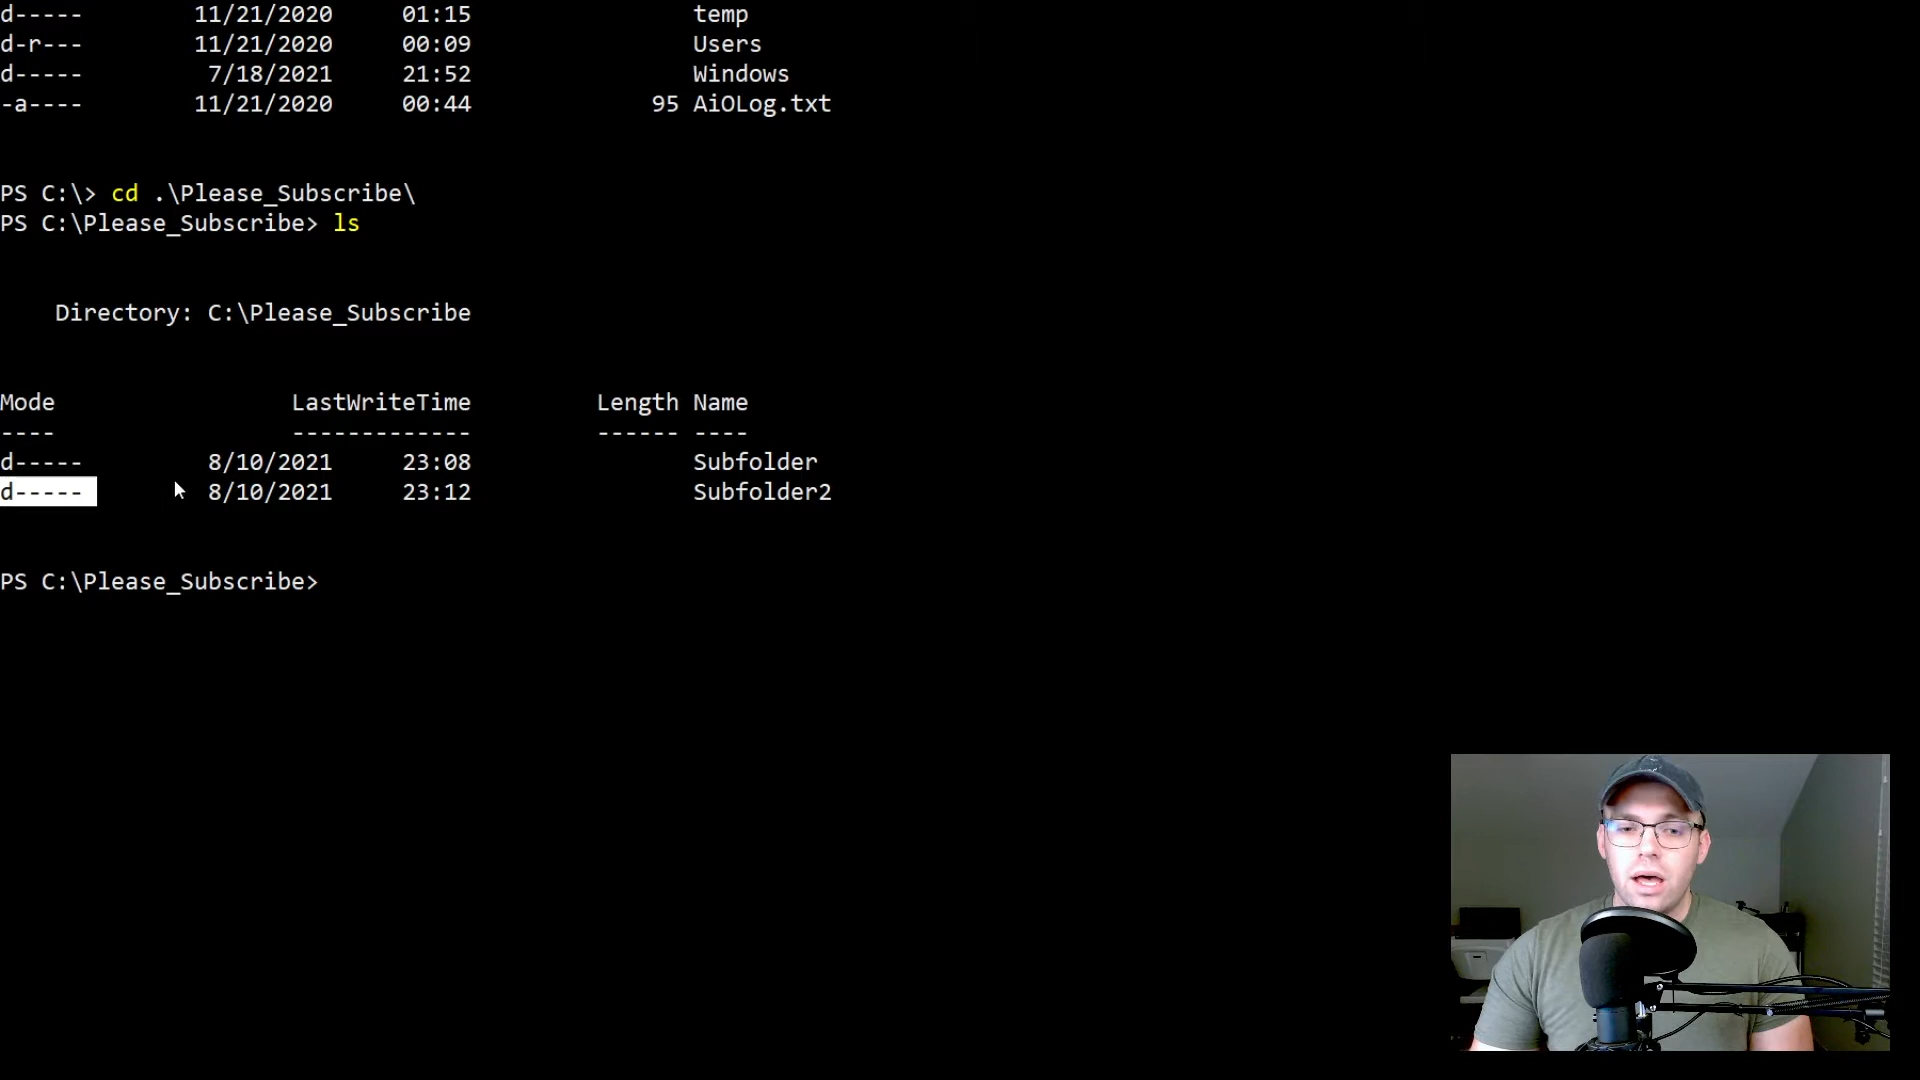 d-----        11/21/2020     01:15                temp
d-r---        11/21/2020     00:09                Users
d-----         7/18/2021     21:52                Windows
-a----        11/21/2020     00:44             95 AiOLog.txt
PS C:\> cd .\Please_Subscribe\
PS C:\Please_Subscribe> ls
    Directory: C:\Please_Subscribe
Mode                 LastWriteTime         Length Name
----                 -------------         ------ ----
d-----         8/10/2021     23:08                Subfolder
d-----         8/10/2021     23:12                Subfolder2
PS C:\Please_Subscribe>